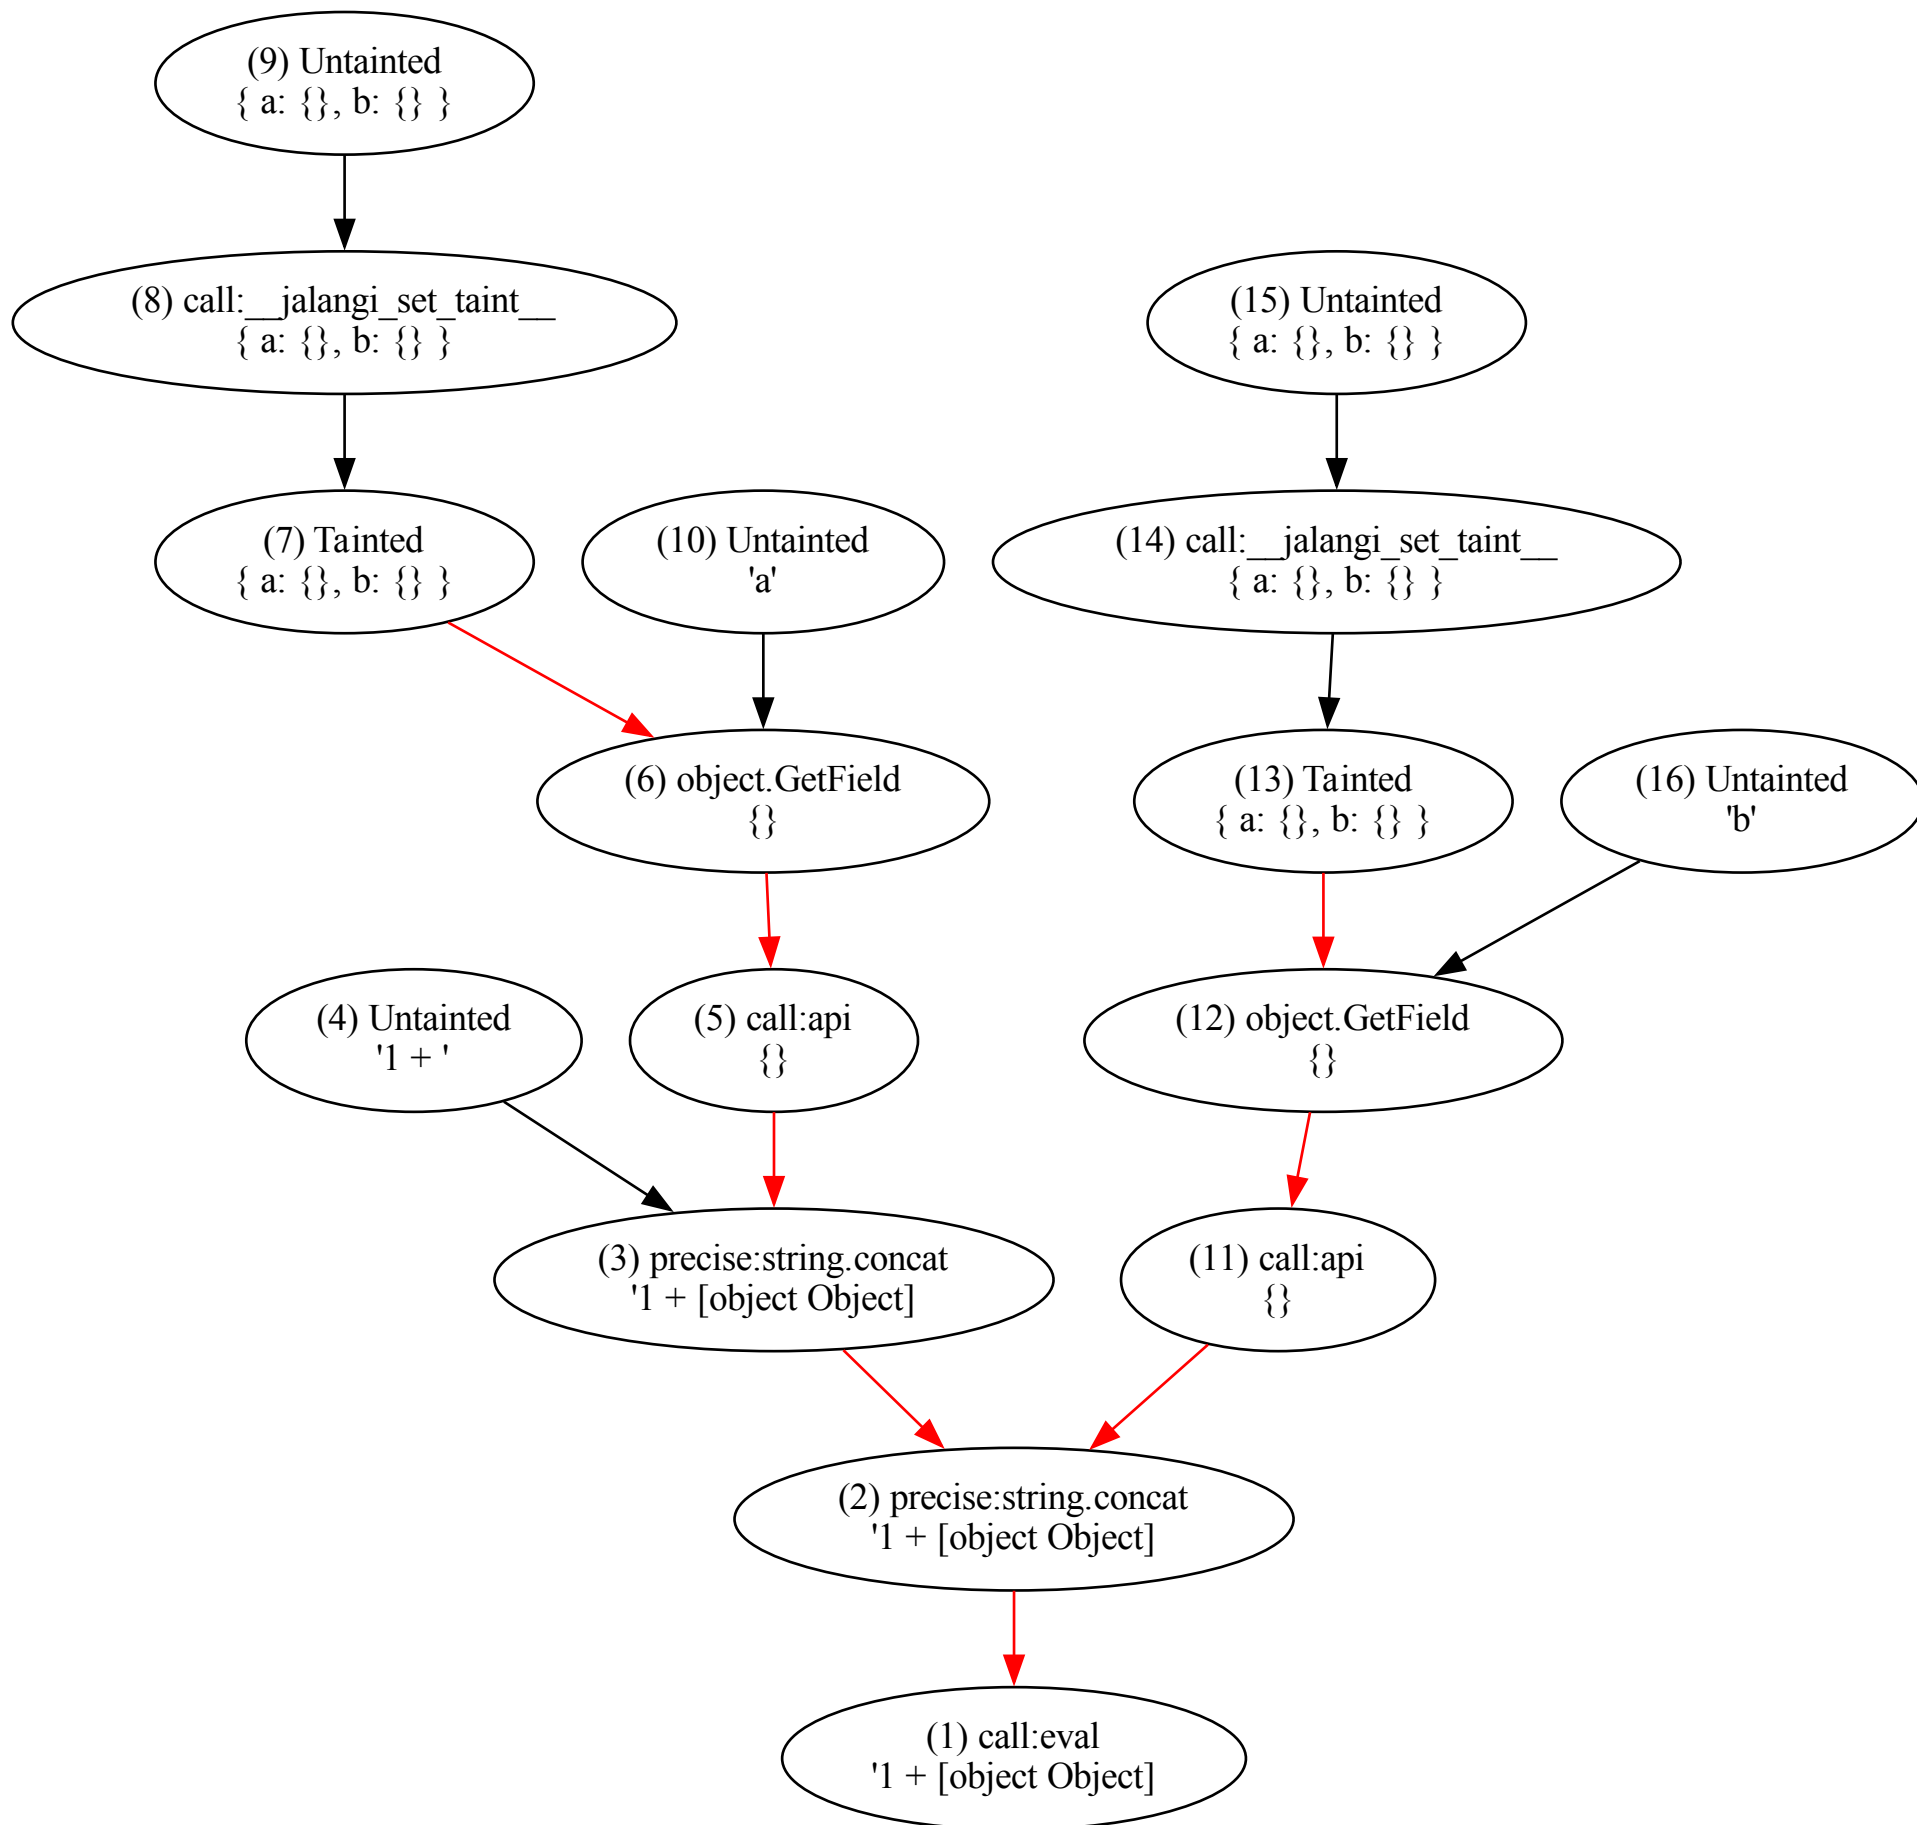 (9) Untainted
{ a: {}, b: {} }
(8) call:__jalangi_set_taint__
{ a: {}, b: {} }
(15) Untainted
{ a: {}, b: {} }
(7) Tainted
{ a: {}, b: {} }
(10) Untainted
'a'
(14) call:__jalangi_set_taint__
{ a: {}, b: {} }
(6) object.GetField
{}
(13) Tainted
{ a: {}, b: {} }
(16) Untainted
'b'
(4) Untainted
'1 + '
(5) call:api
{}
(12) object.GetField
{}
(3) precise:string.concat
'1 + [object Object]
(11) call:api
{}
(2) precise:string.concat
'1 + [object Object]
(1) call:eval
'1 + [object Object]